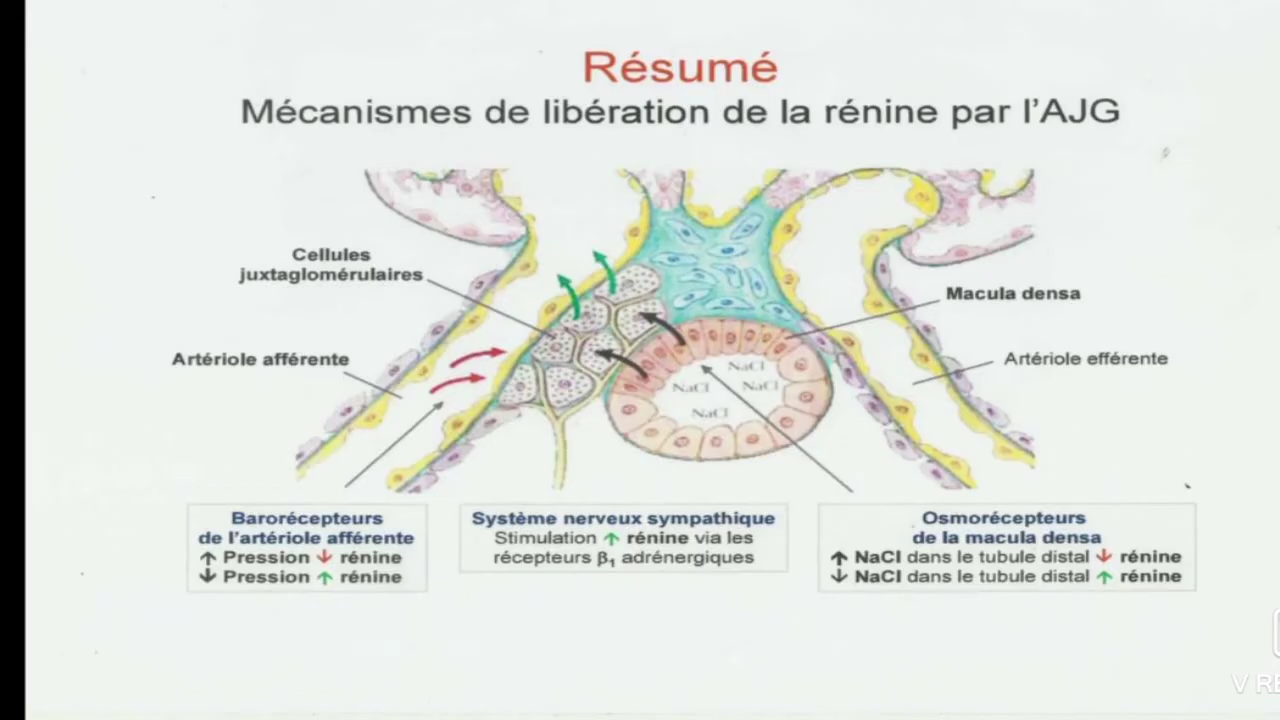 Résumé
Mécanismes de libération de la rénine par l'AJG
Cellules
juxtaglomérulaires
Macula densa
Artériole afférente
Artériole efférente
NaCl
NaCl
NaCl
NaCl
Barorécepteurs
de l'artériole afférente
↑ Pression ↓ rénine
↓ Pression ↑ rénine
Système nerveux sympathique
Stimulation ↑ rénine via les
récepteurs β₁ adrénergiques
Osmorécepteurs
de la macula densa
↑ NaCl dans le tubule distal ↓ rénine
↓ NaCl dans le tubule distal ↑ rénine